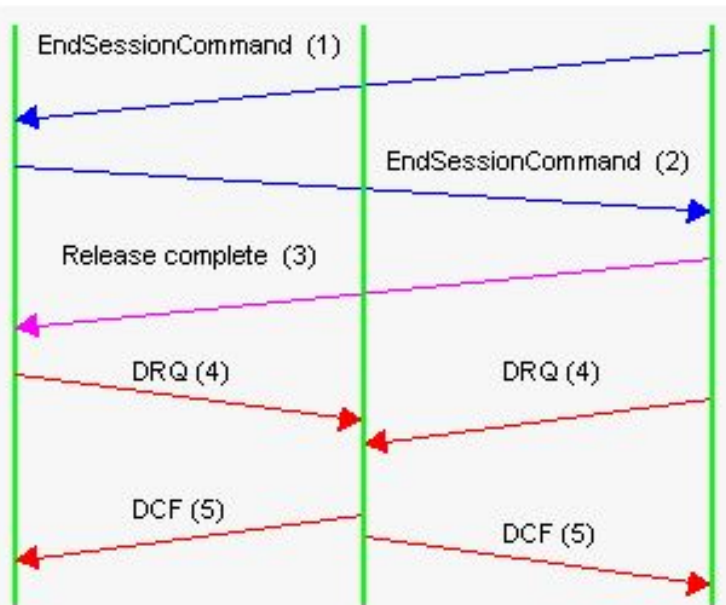 EndSessionCommand (1)
EndSessionCommand (2)
Release complete (3)
DRQ (4)
DRQ (4)
DCF (5)
DCF (5)